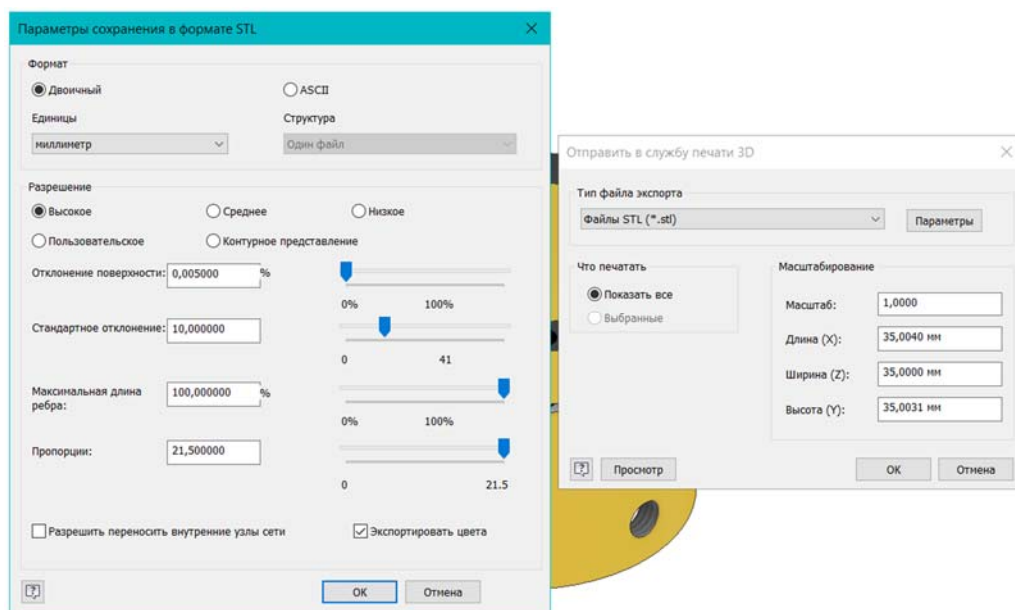 Параметры сохранения в формате STL
Формат
Двоичный
ASCII
Единицы
Структура
миллиметр
Один файл
Разрешение
Высокое
Среднее
Низкое
Пользовательское
Контурное представление
Отклонение поверхности:
0,005000
%
0%
100%
Стандартное отклонение:
10,000000
0
41
Максимальная длина
ребра:
100,000000
%
0%
100%
Пропорции:
21,500000
0
21.5
Разрешить переносить внутренние узлы сети
Экспортировать цвета
?
OK
Отмена
Отправить в службу печати 3D
Тип файла экспорта
Файлы STL (*.stl)
Параметры
Что печатать
Показать все
Выбранные
Масштабирование
Масштаб:
1,0000
Длина (X):
35,0040 мм
Ширина (Z):
35,0000 мм
Высота (Y):
35,0031 мм
?
Просмотр
OK
Отмена